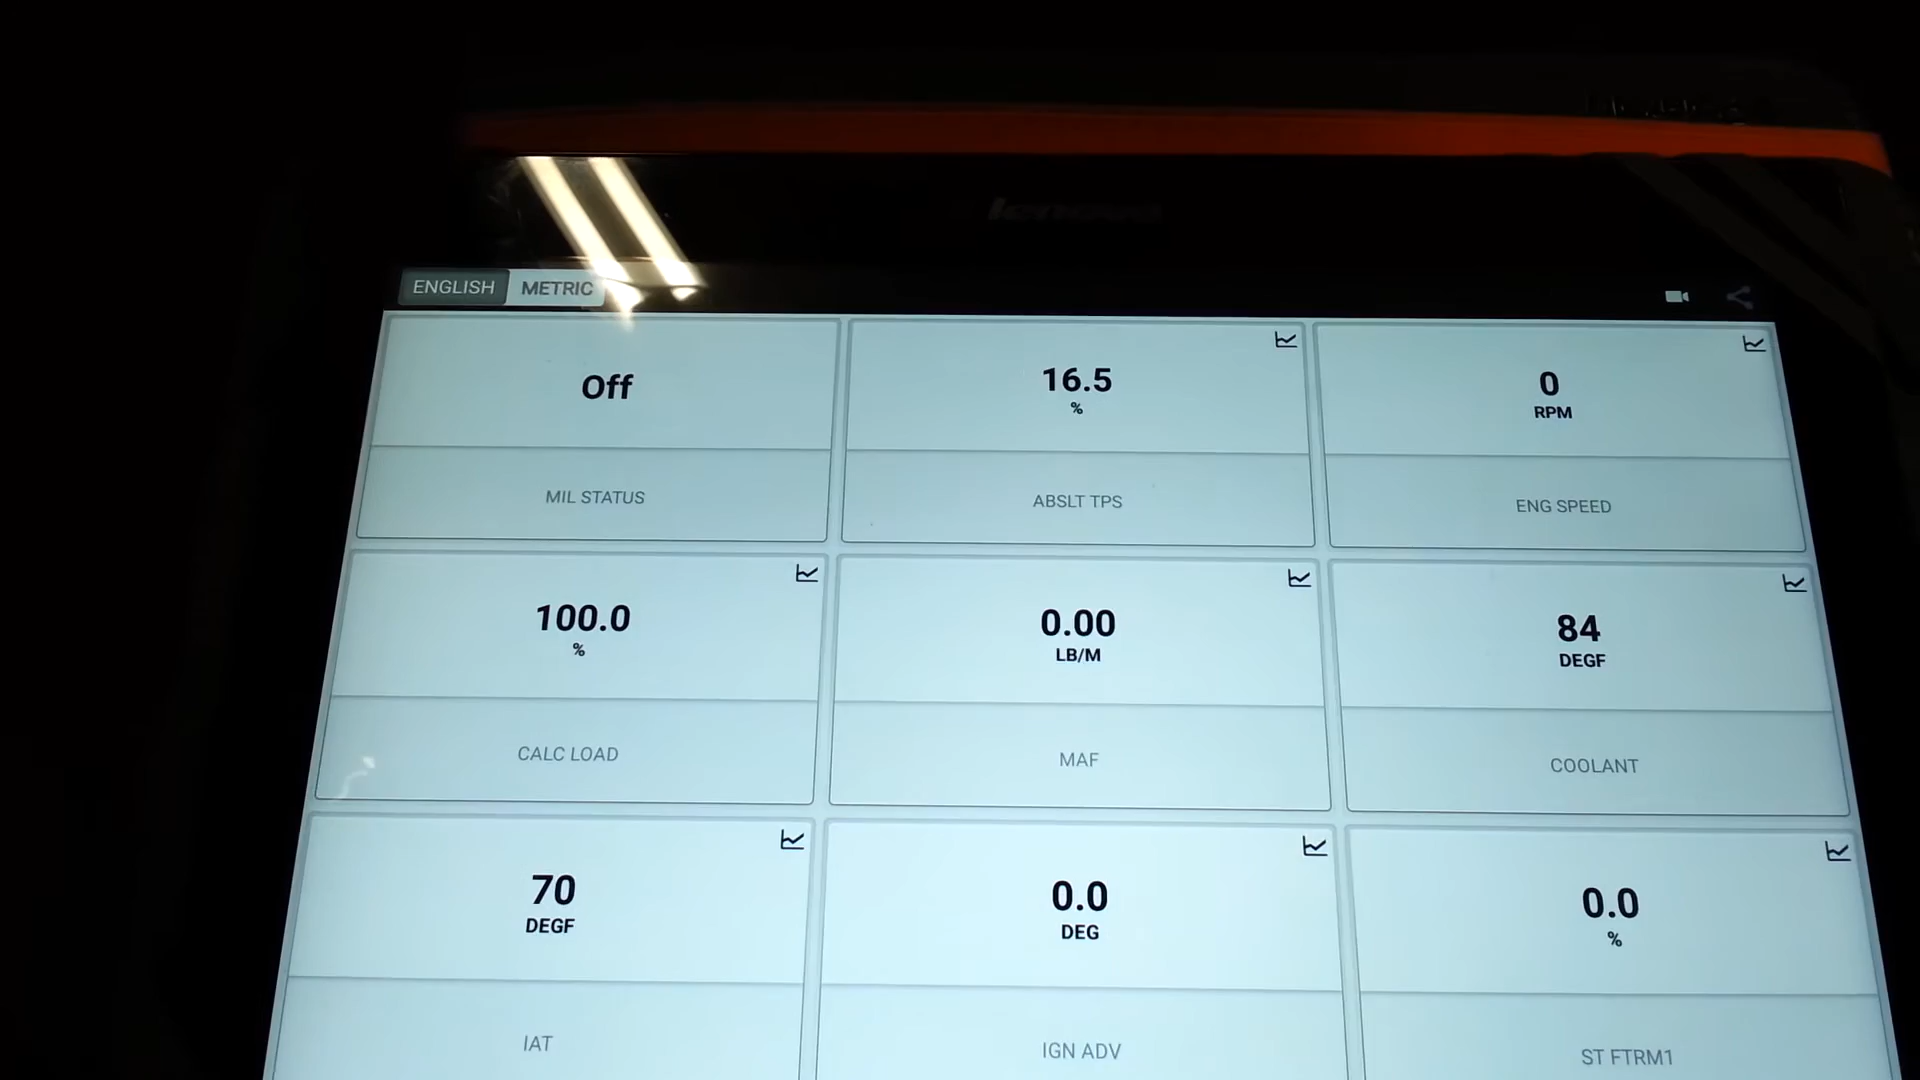 lenovo
ENGLISH METRIC
Off
MIL STATUS
16.5
%
ABSLT TPS
0
RPM
ENG SPEED
100.0
%
CALC LOAD
0.00
LB/M
MAF
84
DEGF
COOLANT
70
DEGF
IAT
0.0
DEG
IGN ADV
0.0
%
ST FTRM1